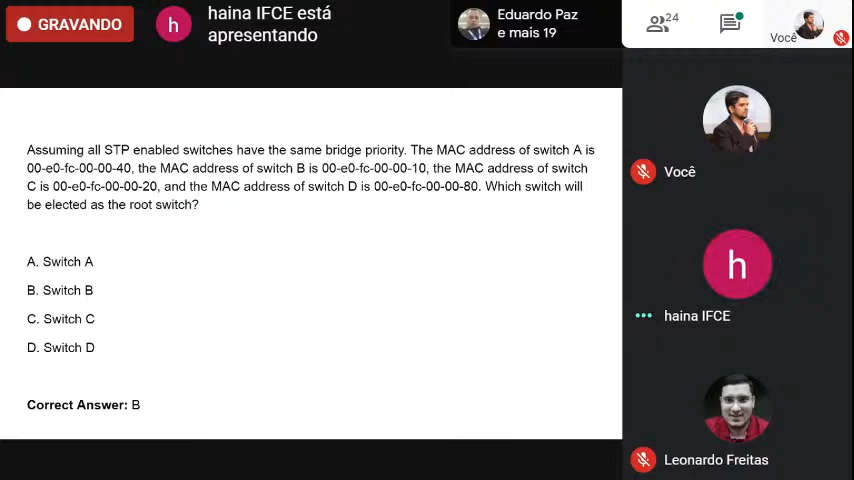 GRAVANDO
h
haina IFCE está
apresentando
Eduardo Paz
e mais 19
24
Você
Assuming all STP enabled switches have the same bridge priority. The MAC address of switch A is
00-e0-fc-00-00-40, the MAC address of switch B is 00-e0-fc-00-00-10, the MAC address of switch
C is 00-e0-fc-00-00-20, and the MAC address of switch D is 00-e0-fc-00-00-80. Which switch will
be elected as the root switch?
A. Switch A
B. Switch B
C. Switch C
D. Switch D
Correct Answer: B
Você
h
haina IFCE
Leonardo Freitas